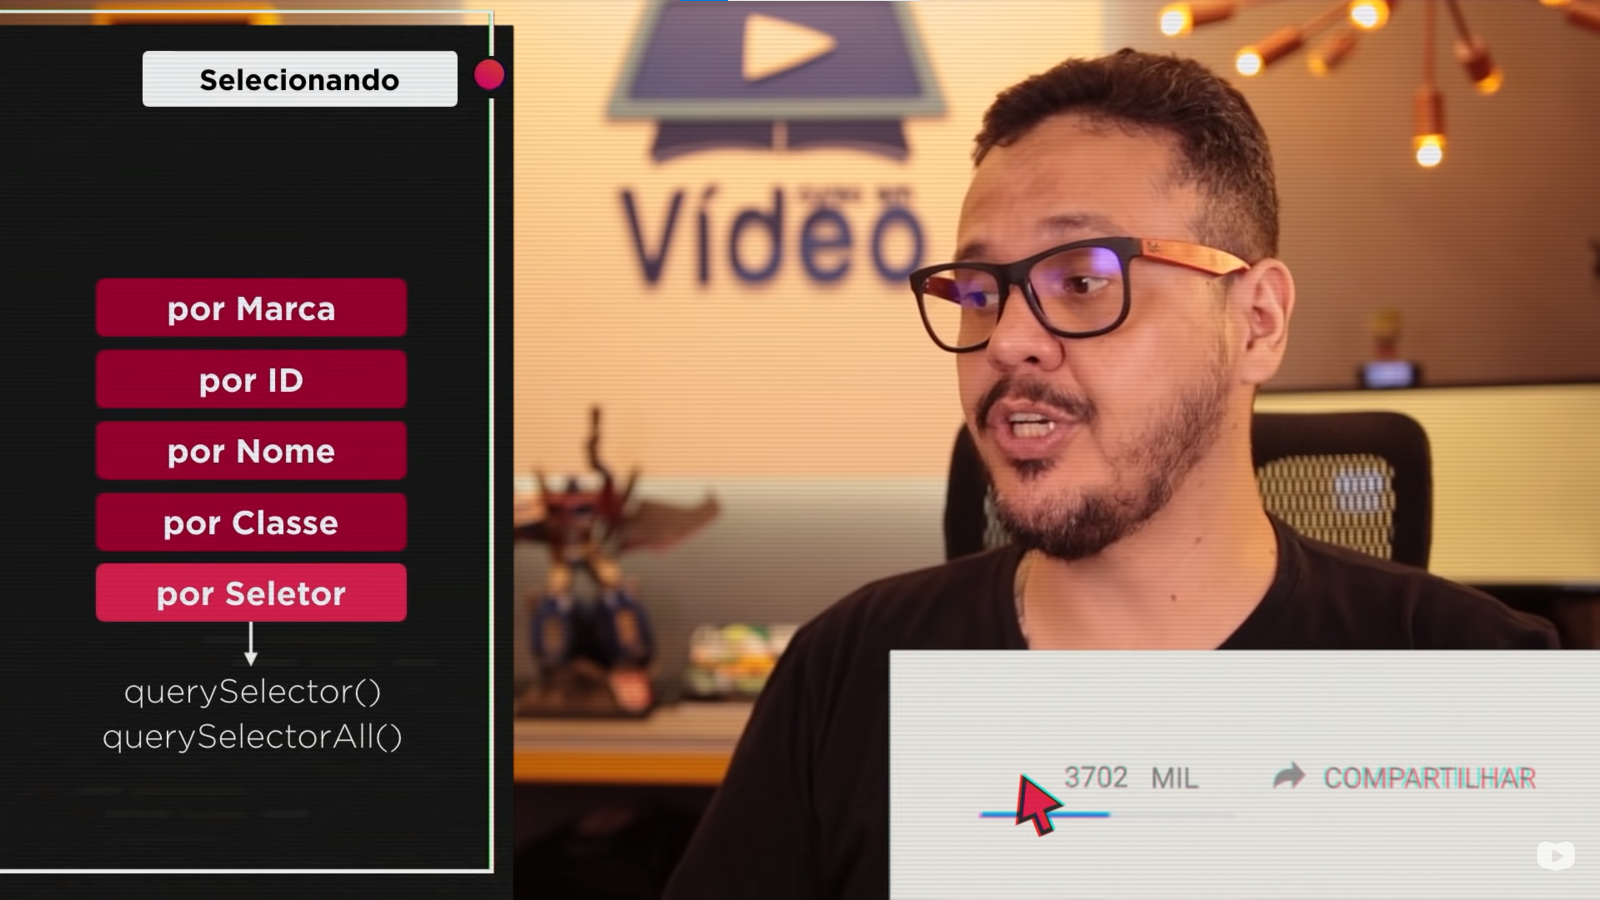 Selecionando
por Marca
por ID
por Nome
por Classe
por Seletor
querySelector()
querySelectorAll()
Vídeo
3702 MIL
COMPARTILHAR